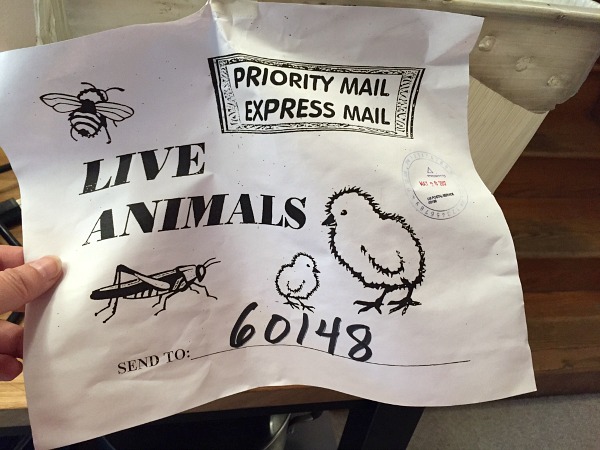 PRIORITY MAIL
EXPRESS MAIL
LIVE
ANIMALS
SEND TO: 60148